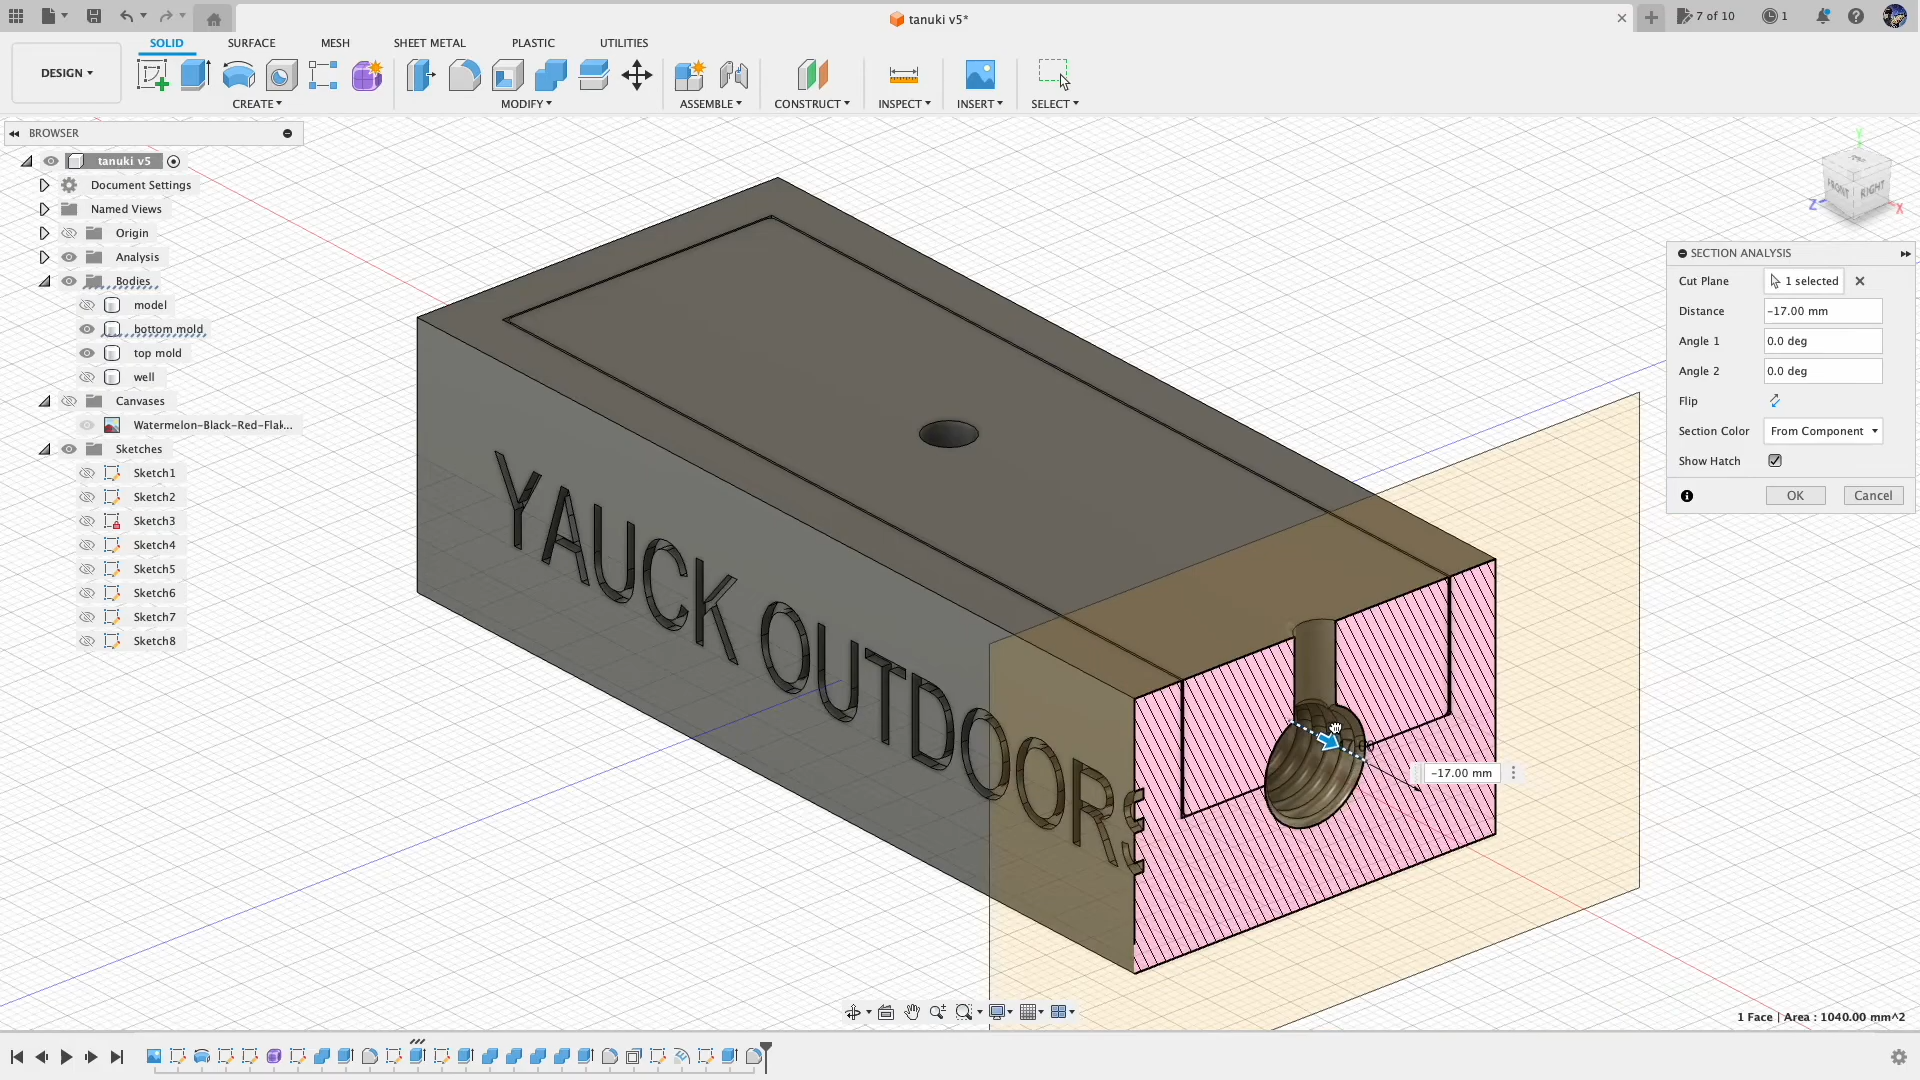 tanuki v5*
7 of 10
1
DESIGN
SOLID
SURFACE
MESH
SHEET METAL
PLASTIC
UTILITIES
CREATE
MODIFY
ASSEMBLE
CONSTRUCT
INSPECT
INSERT
SELECT
BROWSER
tanuki v5
Document Settings
Named Views
Origin
Analysis
Bodies
model
bottom mold
top mold
well
Canvases
Watermelon-Black-Red-Flak...
Sketches
Sketch1
Sketch2
Sketch3
Sketch4
Sketch5
Sketch6
Sketch7
Sketch8
YAUCK OUTDOORS
FRONT
RIGHT
Y
Z
X
SECTION ANALYSIS
Cut Plane
1 selected
Distance
-17.00 mm
Angle 1
0.0 deg
Angle 2
0.0 deg
Flip
Section Color
From Component
Show Hatch
OK
Cancel
-17.00 mm
1 Face | Area : 1040.00 mm^2